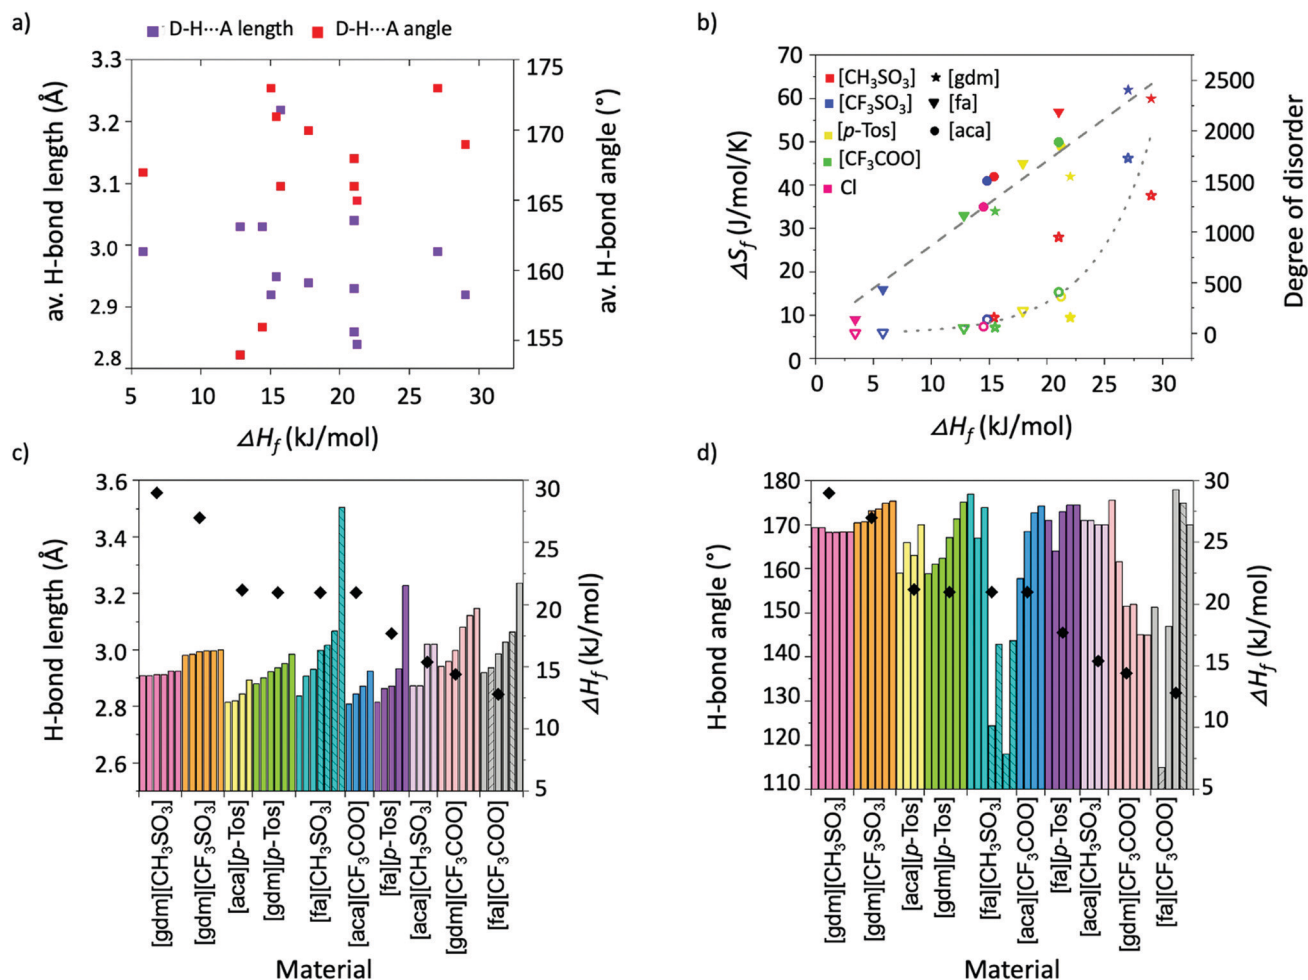 a)
D-H···A length
D-H···A angle
3.3
3.2
3.1
3.0
2.9
2.8
av. H-bond length (Å)
175
170
165
160
155
av. H-bond angle (°)
5 10 15 20 25 30
ΔH_f (kJ/mol)
b)
70
60
50
40
30
20
10
0
ΔS_f (J/mol/K)
[CH₃SO₃] [gdm]
[CF₃SO₃] [fa]
[p-Tos] [aca]
[CF₃COO]
Cl
2500
2000
1500
1000
500
0
Degree of disorder
0 5 10 15 20 25 30
ΔH_f (kJ/mol)
c)
3.6
3.4
3.2
3.0
2.8
2.6
H-bond length (Å)
30
25
20
15
10
5
ΔH_f (kJ/mol)
[gdm][CH₃SO₃]
[gdm][CF₃SO₃]
[aca][p-Tos]
[gdm][p-Tos]
[fa][CH₃SO₃]
[aca][CF₃COO]
[fa][p-Tos]
[aca][CH₃SO₃]
[gdm][CF₃COO]
[fa][CF₃COO]
Material
d)
180
170
160
150
140
130
120
110
H-bond angle (°)
30
25
20
15
10
5
ΔH_f (kJ/mol)
[gdm][CH₃SO₃]
[gdm][CF₃SO₃]
[aca][p-Tos]
[gdm][p-Tos]
[fa][CH₃SO₃]
[aca][CF₃COO]
[fa][p-Tos]
[aca][CH₃SO₃]
[gdm][CF₃COO]
[fa][CF₃COO]
Material